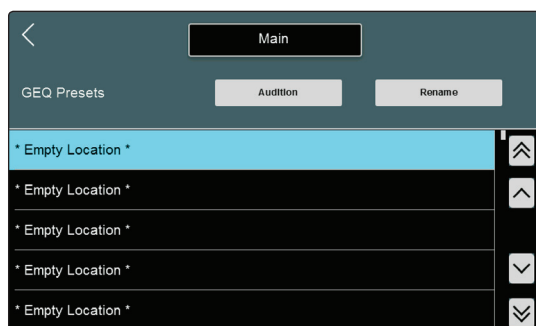 Main
GEQ Presets Audition Rename
* Empty Location *
* Empty Location *
* Empty Location *
* Empty Location *
* Empty Location *